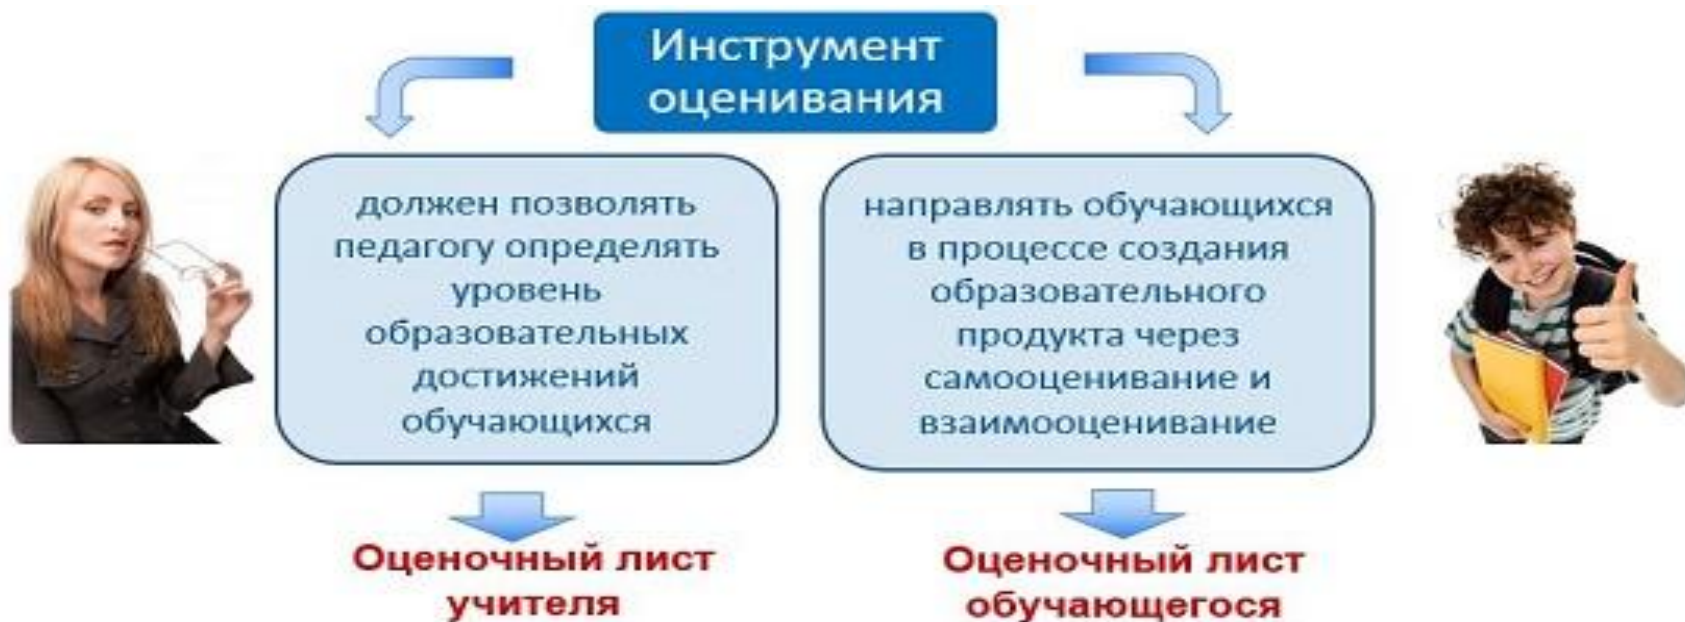 Инструмент
оценивания
должен позволять
педагогу определять
уровень
образовательных
достижений
обучающихся
направлять обучающихся
в процессе создания
образовательного
продукта через
самооценивание и
взаимооценивание
Оценочный лист
учителя
Оценочный лист
обучающегося